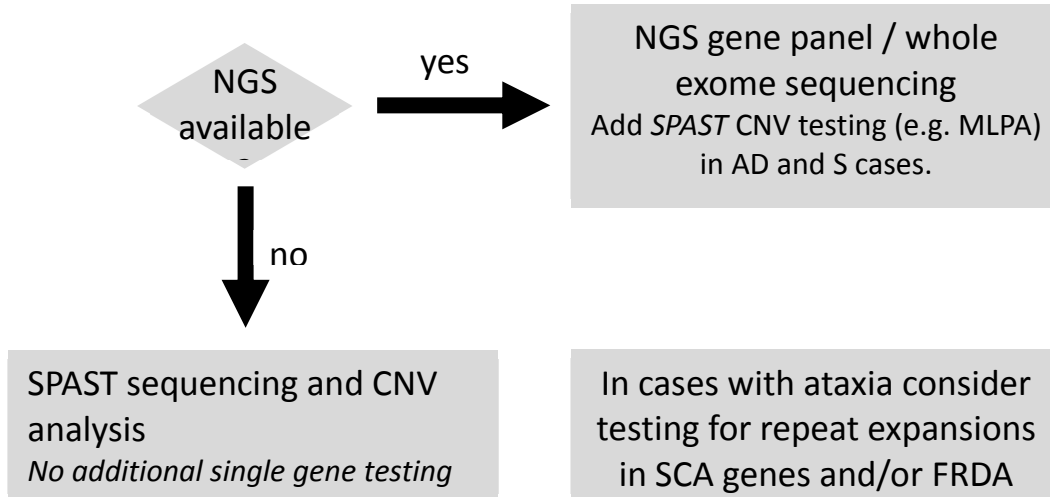 NGS
available
yes
NGS gene panel / whole
exome sequencing
Add SPAST CNV testing (e.g. MLPA)
in AD and S cases.
no
SPAST sequencing and CNV
analysis
No additional single gene testing
In cases with ataxia consider
testing for repeat expansions
in SCA genes and/or FRDA